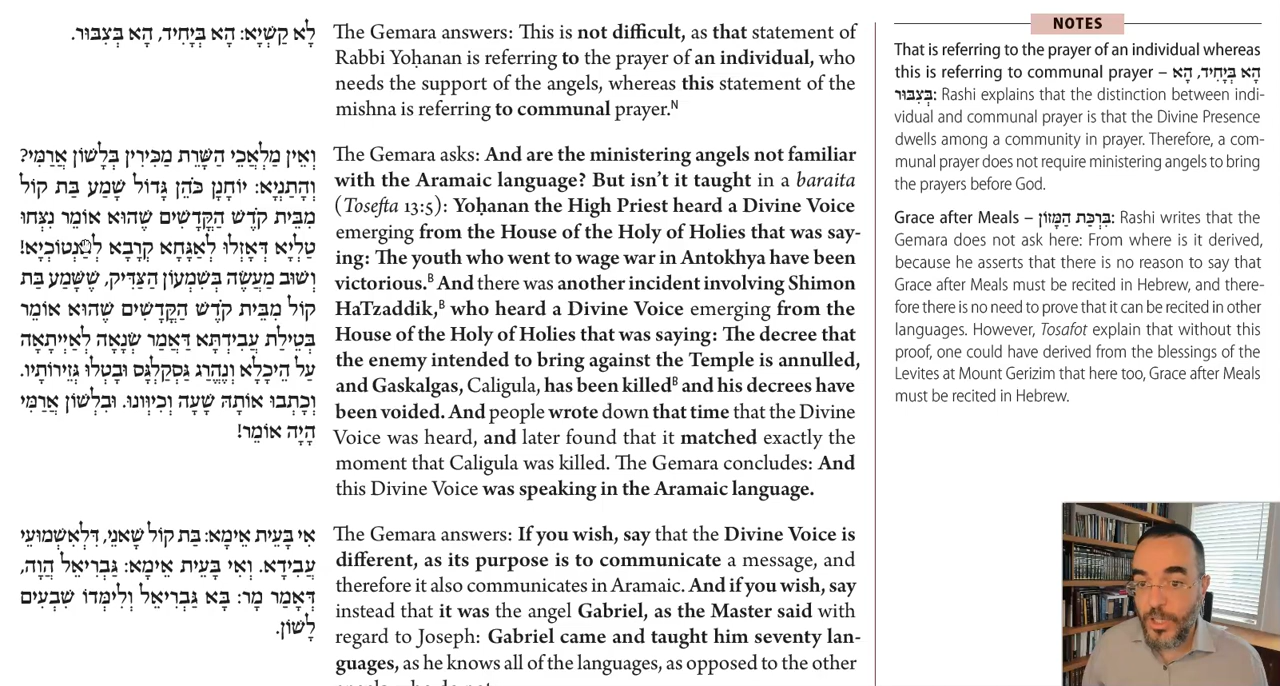 לָא קַשְׁיָא: הָא בְּיָחִיד, הָא בְּצִבּוּר.
The Gemara answers: This is not difficult, as that statement of
Rabbi Yoḥanan is referring to the prayer of an individual, who
needs the support of the angels, whereas this statement of the
mishna is referring to communal prayer.ᴺ
וְאֵין מַלְאֲכֵי הַשָּׁרֵת מַכִּירִין בִּלְשׁוֹן אֲרַמִּי?
וְהָתַנְיָא: יוֹחָנָן כֹּהֵן גָּדוֹל שָׁמַע בַּת קוֹל
מִבֵּית קֹדֶשׁ הַקֳּדָשִׁים שֶׁהוּא אוֹמֵר נִצַּחוּ
טַלְיָא דְּאָזְלוּ לְאַגָּחָא קְרָבָא לְאַנְטוֹכְיָא!
וְשׁוּב מַעֲשֶׂה בְּשִׁמְעוֹן הַצַּדִּיק, שֶׁשָּׁמַע בַּת
קוֹל מִבֵּית קֹדֶשׁ הַקֳּדָשִׁים שֶׁהוּא אוֹמֵר
בְּטֵילַת עֲבִידְתָּא דַּאֲמַר שָׂנְאָה לְאַיְיתָאָה
עַל הֵיכְלָא וְנֶהֱרַג גַּסְקַלְגַּס וּבָטְלוּ גְּזֵירוֹתָיו.
וְכָתְבוּ אוֹתָהּ שָׁעָה וְכִיוְּונוּ. וּבִלְשׁוֹן אֲרַמִּי
הָיָה אוֹמֵר!
The Gemara asks: And are the ministering angels not familiar
with the Aramaic language? But isn't it taught in a baraita
(Tosefta 13:5): Yoḥanan the High Priest heard a Divine Voice
emerging from the House of the Holy of Holies that was say-
ing: The youth who went to wage war in Antokhya have been
victorious.ᴮ And there was another incident involving Shimon
HaTzaddik,ᴮ who heard a Divine Voice emerging from the
House of the Holy of Holies that was saying: The decree that
the enemy intended to bring against the Temple is annulled,
and Gaskalgas, Caligula, has been killedᴮ and his decrees have
been voided. And people wrote down that time that the Divine
Voice was heard, and later found that it matched exactly the
moment that Caligula was killed. The Gemara concludes: And
this Divine Voice was speaking in the Aramaic language.
אִי בָּעֵית אֵימָא: בַּת קוֹל שָׁאנֵי, דִּלְאַשְׁמוּעֵי
עֲבִידָא. וְאִי בָּעֵית אֵימָא: גַּבְרִיאֵל הֲוָה,
דְּאָמַר מָר: בָּא גַּבְרִיאֵל וְלִימְּדוֹ שִׁבְעִים
לָשׁוֹן.
The Gemara answers: If you wish, say that the Divine Voice is
different, as its purpose is to communicate a message, and
therefore it also communicates in Aramaic. And if you wish, say
instead that it was the angel Gabriel, as the Master said with
regard to Joseph: Gabriel came and taught him seventy lan-
guages, as he knows all of the languages, as opposed to the other
NOTES
That is referring to the prayer of an individual whereas
this is referring to communal prayer – הָא בְּיָחִיד, הָא
בְּצִבּוּר: Rashi explains that the distinction between indi-
vidual and communal prayer is that the Divine Presence
dwells among a community in prayer. Therefore, a com-
munal prayer does not require ministering angels to bring
the prayers before God.
Grace after Meals – בִּרְכַּת הַמָּזוֹן: Rashi writes that the
Gemara does not ask here: From where is it derived,
because he asserts that there is no reason to say that
Grace after Meals must be recited in Hebrew, and there-
fore there is no need to prove that it can be recited in other
languages. However, Tosafot explain that without this
proof, one could have derived from the blessings of the
Levites at Mount Gerizim that here too, Grace after Meals
must be recited in Hebrew.